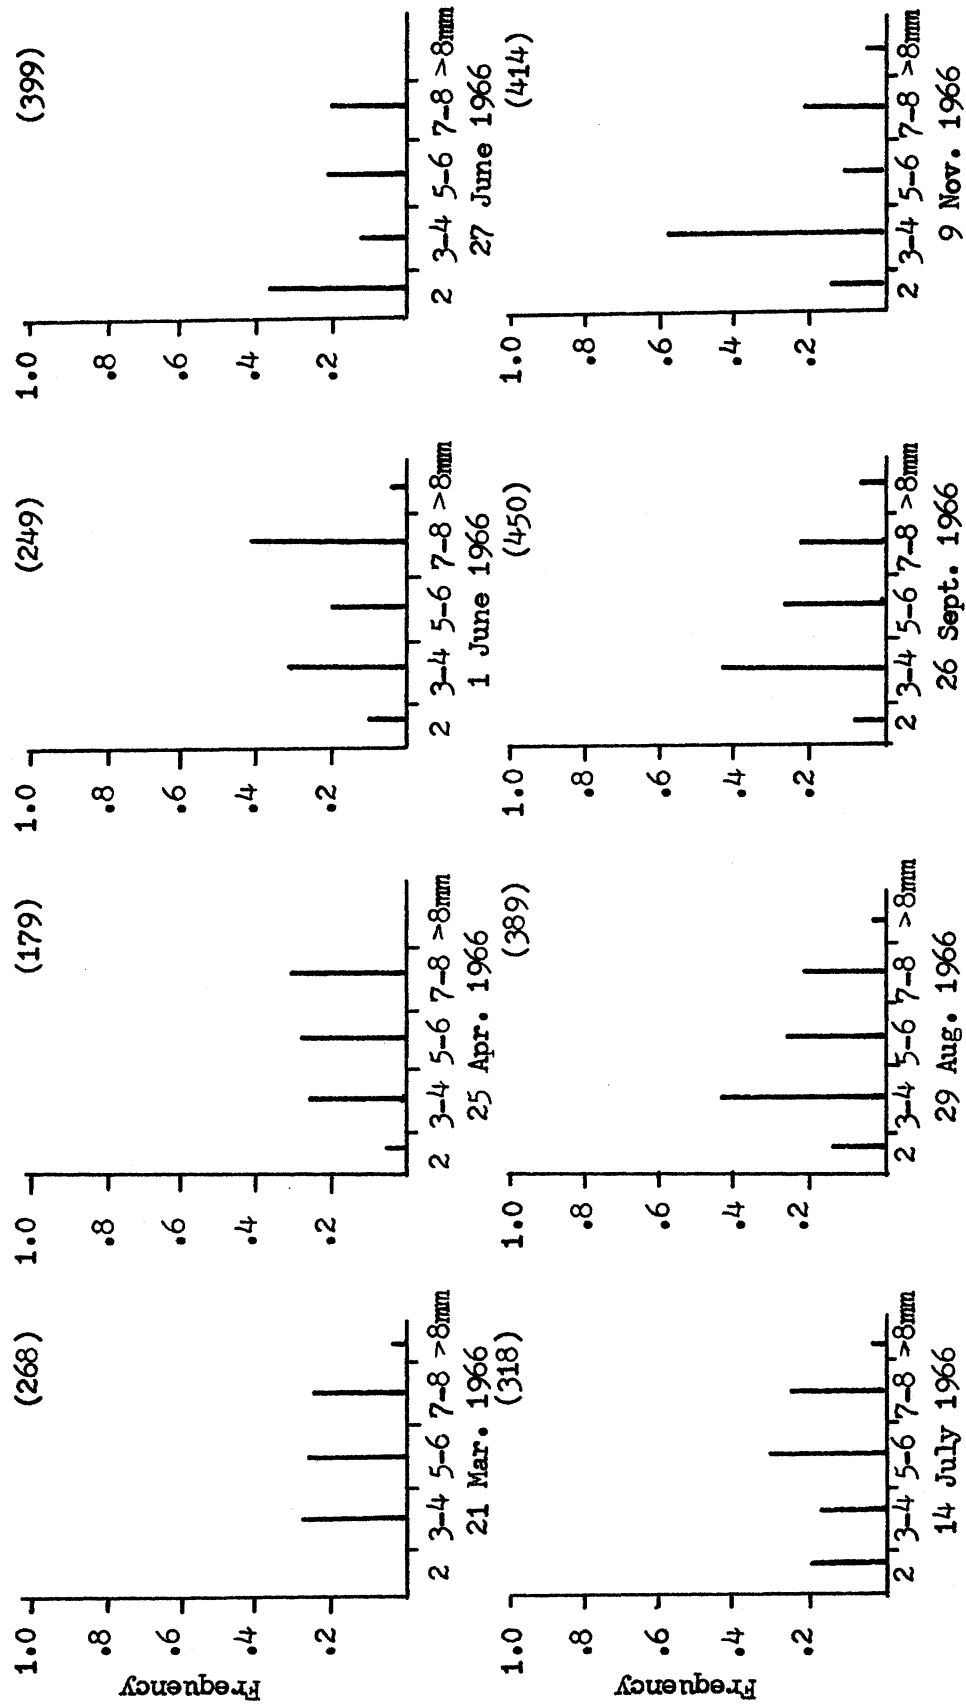 (268)
1.0
.8
.6
.4
.2
Frequency
2 3-4 5-6 7-8 >8mm
21 Mar. 1966
(179)
1.0
.8
.6
.4
.2
2 3-4 5-6 7-8 >8mm
25 Apr. 1966
(249)
1.0
.8
.6
.4
.2
2 3-4 5-6 7-8 >8mm
1 June 1966
(399)
1.0
.8
.6
.4
.2
2 3-4 5-6 7-8 >8mm
27 June 1966
(318)
1.0
.8
.6
.4
.2
Frequency
2 3-4 5-6 7-8 >8mm
14 July 1966
(389)
1.0
.8
.6
.4
.2
2 3-4 5-6 7-8 >8mm
29 Aug. 1966
(450)
1.0
.8
.6
.4
.2
2 3-4 5-6 7-8 >8mm
26 Sept. 1966
(414)
1.0
.8
.6
.4
.2
2 3-4 5-6 7-8 >8mm
9 Nov. 1966